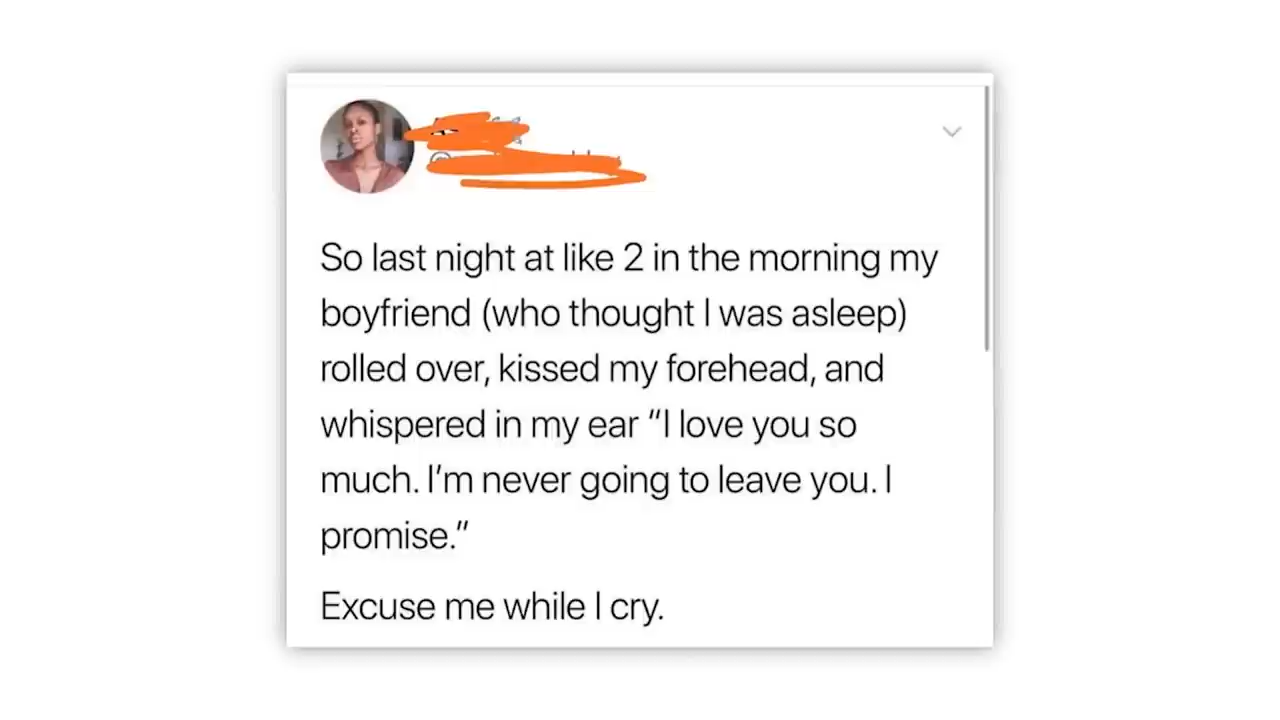 So last night at like 2 in the morning my
boyfriend (who thought I was asleep)
rolled over, kissed my forehead, and
whispered in my ear “I love you so
much. I’m never going to leave you. I
promise.”
Excuse me while I cry.